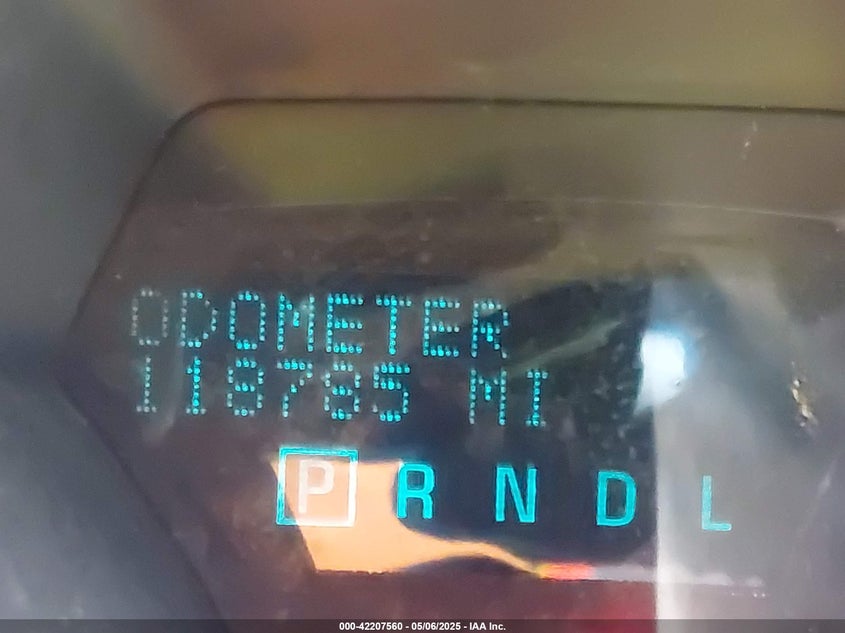 ODOMETER
118785 MI
P R N D L
000-42207560 - 05/06/2025 - IAA Inc.